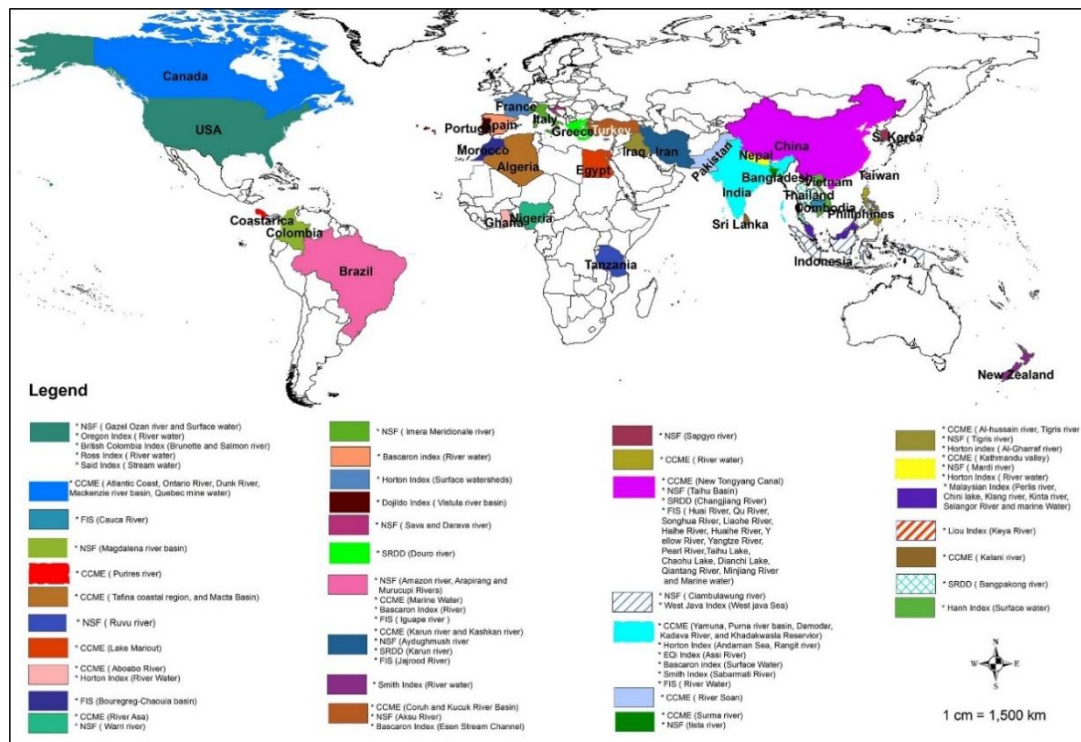 Canada
USA
France
Italy
Portugal
Spain
Greece
Turkey
Morocco
Algeria
Egypt
Iraq
Iran
Pakistan
Nepal
China
S.Korea
Bangladesh
India
Vietnam
Taiwan
Thailand
Combodia
Philiphines
Sri Lanka
Indonesia
Coastarica
Colombia
Ghana
Nigeria
Brazil
Tanzania
New Zealand
Legend
* NSF ( Gazel Ozan river and Surface water)
* Oregon Index ( River water)
* British Colombia Index (Brunette and Salmon river)
* Ross Index ( River water)
* Said Index ( Stream water)
* CCME (Atlantic Coast, Ontario River, Dunk River,
Mackenzie river basin, Quebec mine water)
* FIS (Cauca River)
* NSF (Magdalena river basin)
* CCME ( Purires river)
* CCME (Tafina coastal region, and Macta Basin)
* NSF ( Ruvu river)
* CCME (Lake Mariout)
* CCME ( Aboabo River)
* Horton Index (River Water)
* FIS (Bouregreg-Chaouia basin)
* CCME (River Asa)
* NSF ( Warri river)
* NSF ( Imera Meridionale river)
* Bascaron index (River water)
* Horton Index (Surface watersheds)
* Dojildo Index ( Vistula river basin)
* NSF ( Sava and Darava river)
* SRDD (Douro river)
* NSF (Amazon river, Arapirang and
Murucupi Rivers)
* CCME (Marine Water)
* Bascaron Index (River)
* FIS ( Iguape river )
* CCME (Karun river and Kashkan river)
* NSF ( Aydughmush river
* SRDD (Karun river)
* FIS (Jajrood River)
* Smith Index (River water)
* CCME ( Coruh and Kucuk River Basin)
* NSF (Aksu River)
* Bascaron Index (Esen Stream Channel)
* NSF (Sapgyo river)
* CCME (River water)
* CCME (New Tongyang Canal)
* NSF (Taihu Basin)
* SRDD (Changjiang River)
* FIS ( Huai River, Qu River,
Songhua River, Liaohe River,
Haihe River, Huaihe River, Y
ellow River, Yangtze River,
Pearl River,Taihu Lake,
Chaohu Lake, Dianchi Lake,
Qiantang River, Minjiang River
and Marine water)
* NSF ( Ciambulawung river)
* West Java Index (West java Sea)
* CCME (Yamuna, Purna river basin, Damodar,
Kadava River, and Khadakwasla Reservior)
* Horton Index (Andaman Sea, Rangit river)
* EQi Index (Assi River)
* Bascaron index (Surface Water)
* Smith Index (Sabarmati River)
* FIS ( River Water)
* CCME ( River Soan)
* CCME ( Surma river)
* NSF (tista river)
* CCME ( Al-hussain river, Tigris river
* NSF ( Tigris river)
* Horton index ( Al-Gharraf river)
* CCME ( Kathmandu valley)
* NSF ( Mardi river)
* Horton Index ( River water)
* Malaysian Index (Perlis river,
Chini lake, Klang river, Kinta river,
Selangor River and marine Water)
* Liou Index (Keya River)
* CCME ( Kelani river)
* SRDD (Bangpakong river)
* Hanh Index (Surface water)
N
W E
S
1 cm = 1,500 km